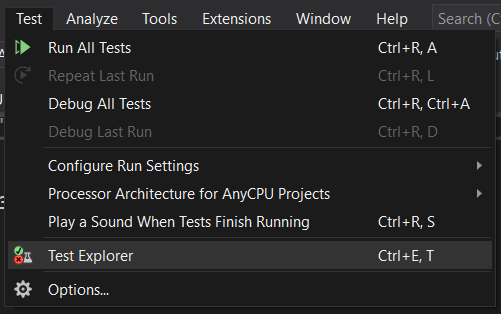 Test Analyze Tools Extensions Window Help Search (C
Run All Tests Ctrl+R, A
Repeat Last Run Ctrl+R, L
Debug All Tests Ctrl+R, Ctrl+A
Debug Last Run Ctrl+R, D
Configure Run Settings
Processor Architecture for AnyCPU Projects
Play a Sound When Tests Finish Running Ctrl+R, S
Test Explorer Ctrl+E, T
Options...